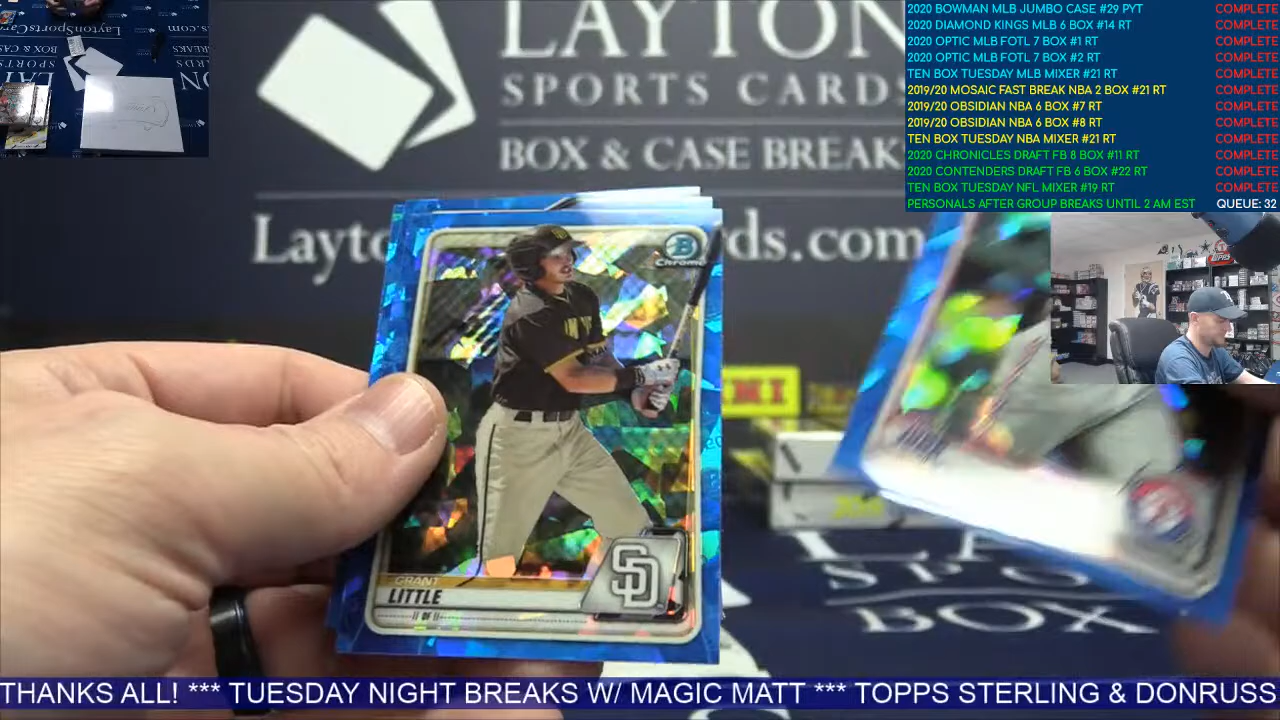 LAYTON
SPORTS CARDS
BOX & CASE BREAK
2020 BOWMAN MLB JUMBO CASE #29 PYT COMPLETE
2020 DIAMOND KINGS MLB 6 BOX #14 RT COMPLETE
2020 OPTIC MLB FOTL 7 BOX #1 RT COMPLETE
2020 OPTIC MLB FOTL 7 BOX #2 RT COMPLETE
TEN BOX TUESDAY MLB MIXER #21 RT COMPLETE
2019/20 MOSAIC FAST BREAK NBA 2 BOX #21 RT COMPLETE
2019/20 OBSIDIAN NBA 6 BOX #7 RT COMPLETE
2019/20 OBSIDIAN NBA 6 BOX #8 RT COMPLETE
TEN BOX TUESDAY NBA MIXER #21 RT COMPLETE
2020 CHRONICLES DRAFT FB 8 BOX #11 RT COMPLETE
2020 CONTENDERS DRAFT FB 6 BOX #22 RT COMPLETE
TEN BOX TUESDAY NFL MIXER #19 RT COMPLETE
PERSONALS AFTER GROUP BREAKS UNTIL 2 AM EST QUEUE: 32
Layto ds.com
B
Chrome
GRANT
LITTLE
SD
BOX
THANKS ALL! *** TUESDAY NIGHT BREAKS W/ MAGIC MATT *** TOPPS STERLING & DONRUSS